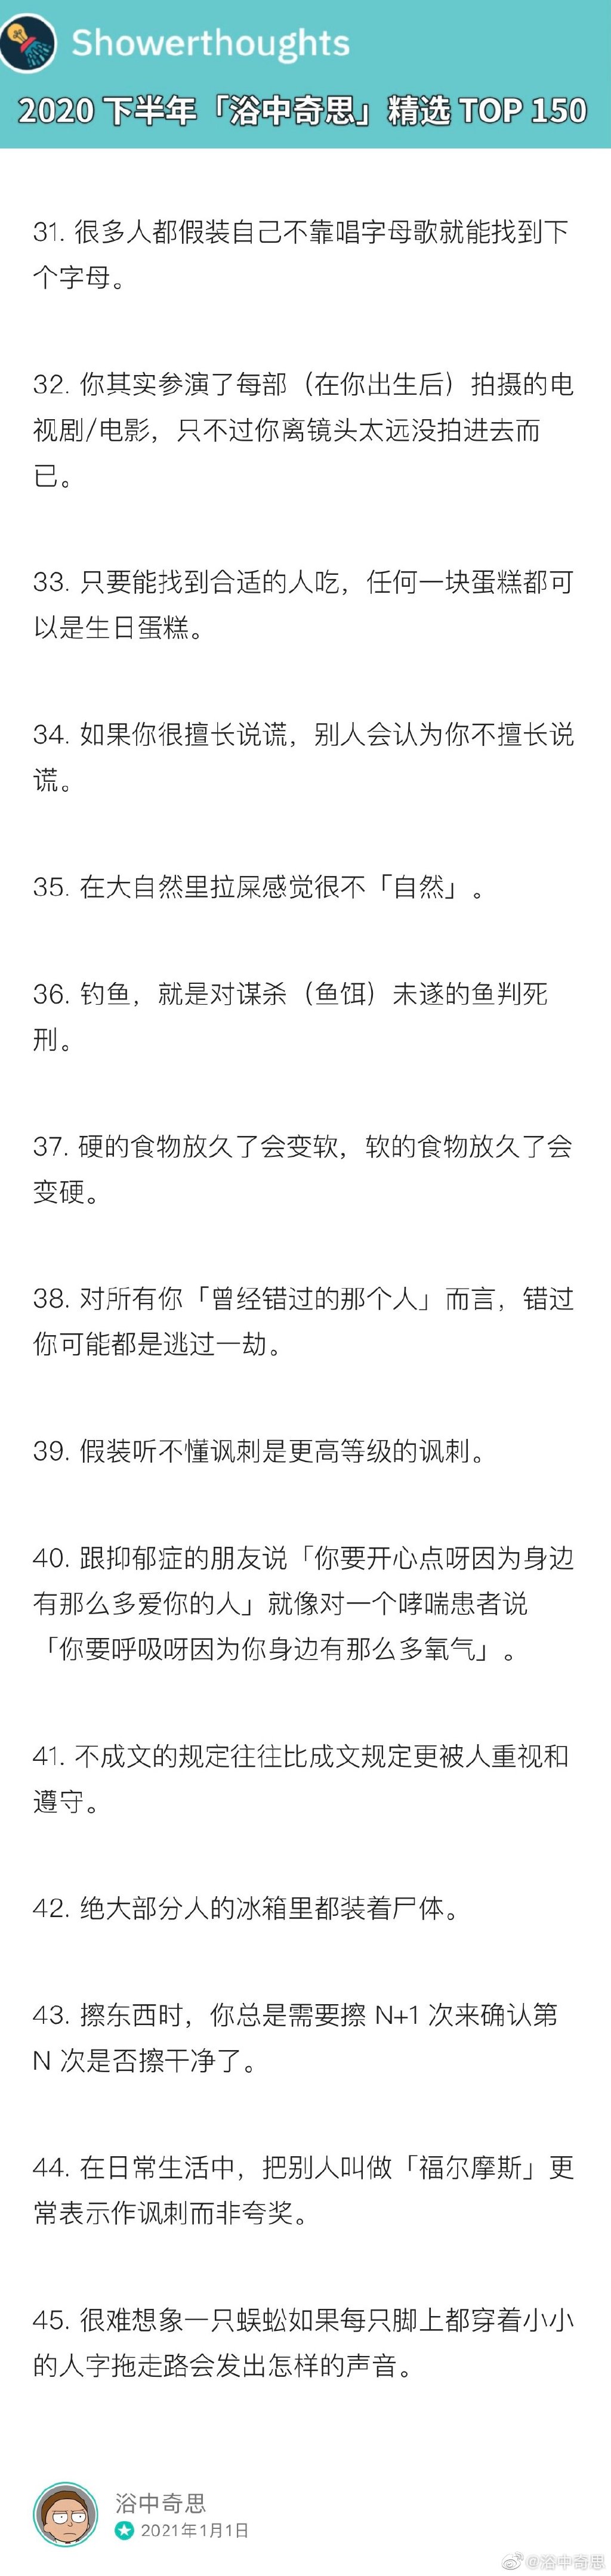 Showerthoughts
2020 下半年「浴中奇思」精选 TOP 150
31. 很多人都假装自己不靠唱字母歌就能找到下
个字母。
32. 你其实参演了每部（在你出生后）拍摄的电
视剧/电影，只不过你离镜头太远没拍进去而
已。
33. 只要能找到合适的人吃，任何一块蛋糕都可
以是生日蛋糕。
34. 如果你很擅长说谎，别人会认为你不擅长说
谎。
35. 在大自然里拉屎感觉很不「自然」。
36. 钓鱼，就是对谋杀（鱼饵）未遂的鱼判死
刑。
37. 硬的食物放久了会变软，软的食物放久了会
变硬。
38. 对所有你「曾经错过的那个人」而言，错过
你可能都是逃过一劫。
39. 假装听不懂讽刺是更高等级的讽刺。
40. 跟抑郁症的朋友说「你要开心点呀因为身边
有那么多爱你的人」就像对一个哮喘患者说
「你要呼吸呀因为你身边有那么多氧气」。
41. 不成文的规定往往比成文规定更被人重视和
遵守。
42. 绝大部分人的冰箱里都装着尸体。
43. 擦东西时，你总是需要擦 N+1 次来确认第
N 次是否擦干净了。
44. 在日常生活中，把别人叫做「福尔摩斯」更
常表示作讽刺而非夸奖。
45. 很难想象一只蜈蚣如果每只脚上都穿着小小
的人字拖走路会发出怎样的声音。
浴中奇思
2021年1月1日
@浴中奇思